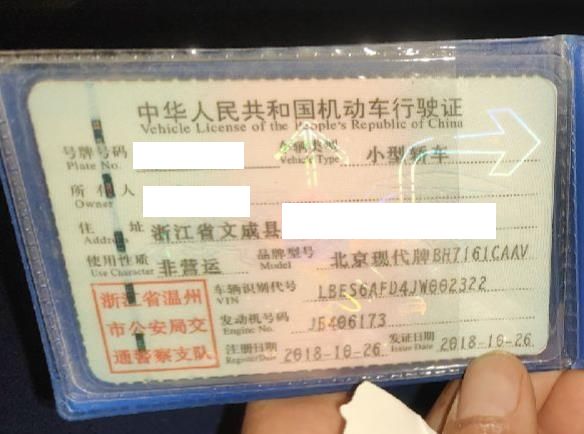 中华人民共和国机动车行驶证
Vehicle License of the People's Republic of China
号牌号码 车辆类型 小型轿车
Plate No. Vehicle Type
所有人
Owner
住址 浙江省文成县
Address
使用性质 非营运 品牌型号 北京现代牌BH7161CAAV
Use Character Model
浙江省温州 车辆识别代号 LBES6AFD4JW002322
VIN
市公安局交 发动机号码 JB406173
Engine No.
通警察支队 注册日期 2018-10-26 发证日期 2018-10-26
Register Date Issue Date